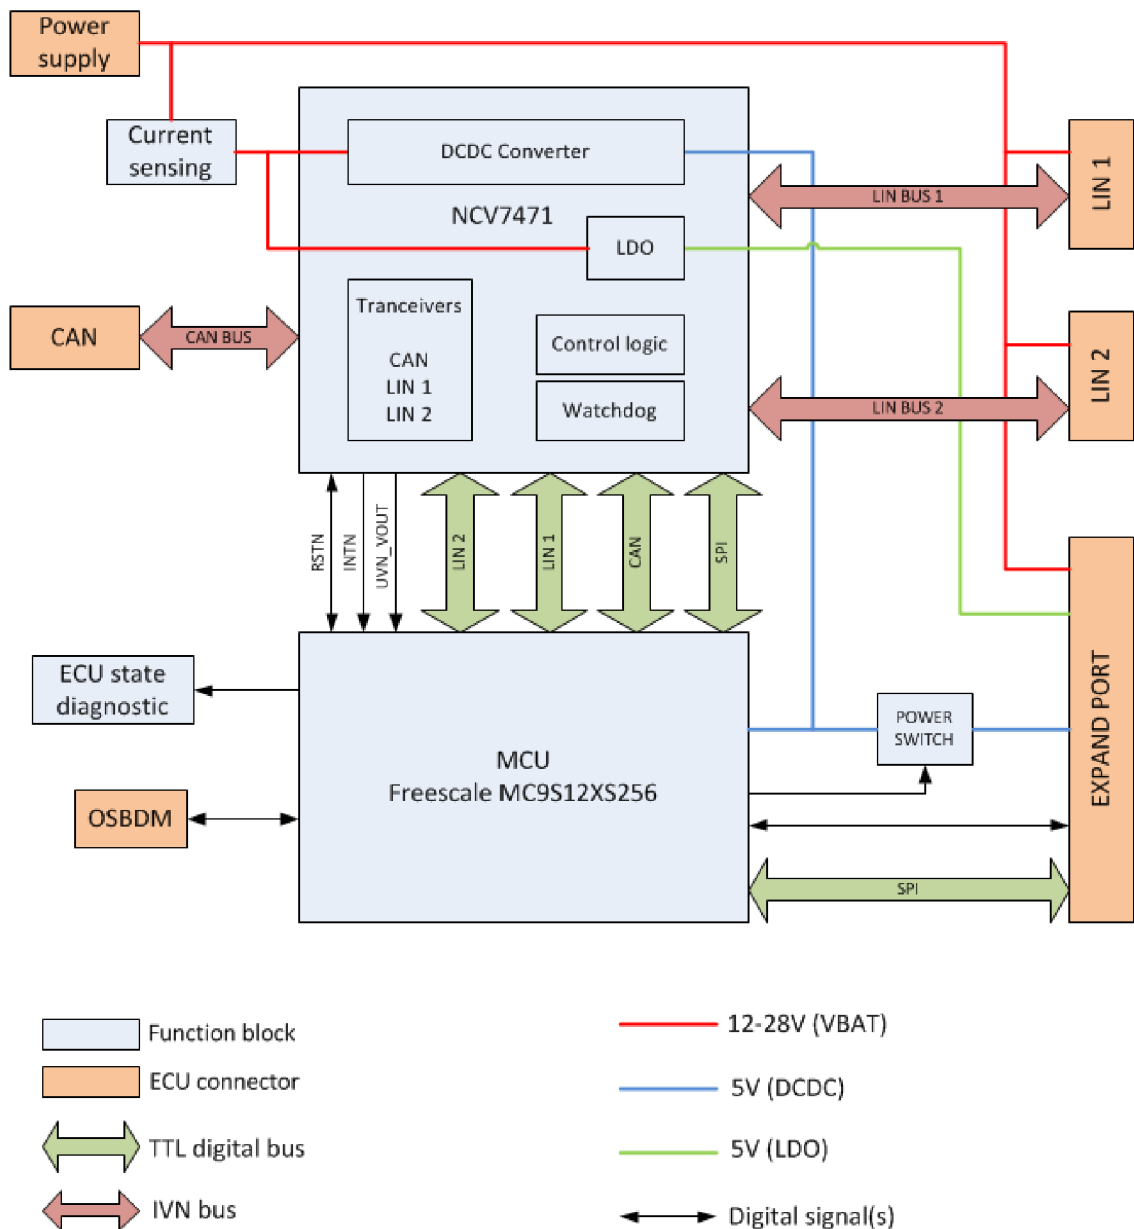 Power
supply
Current
sensing
DCDC Converter
NCV7471
LDO
LIN BUS 1
LIN 1
Tranceivers
CAN
LIN 1
LIN 2
Control logic
Watchdog
CAN
CAN BUS
LIN BUS 2
LIN 2
RSTN
INTN
UVN_VOUT
LIN 2
LIN 1
CAN
SPI
ECU state
diagnostic
MCU
Freescale MC9S12XS256
POWER
SWITCH
EXPAND PORT
OSBDM
SPI
Function block
ECU connector
TTL digital bus
IVN bus
12-28V (VBAT)
5V (DCDC)
5V (LDO)
Digital signal(s)